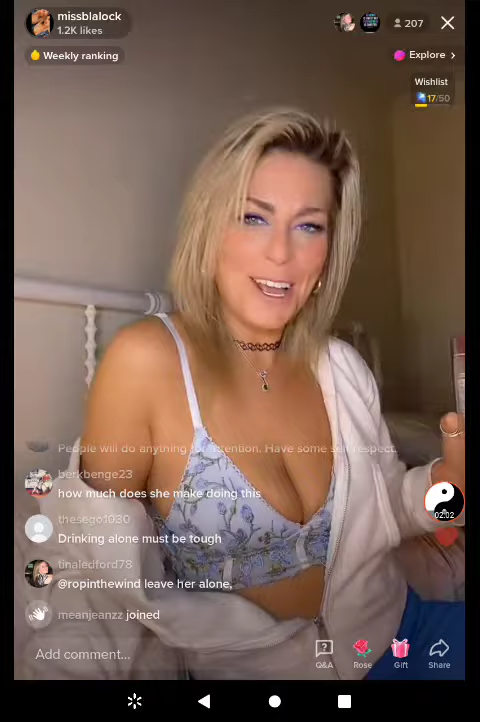 missblalock
1.2K likes
207
Weekly ranking
Explore
Wishlist
17/50
People will do anything for attention. Have some self respect.
berkbenge23
how much does she make doing this
thesego1930
Drinking alone must be tough
02:02
tinaledford78
@ropinthewind leave her alone,
meanjeanzz joined
Add comment...
Q&A
Rose
Gift
Share